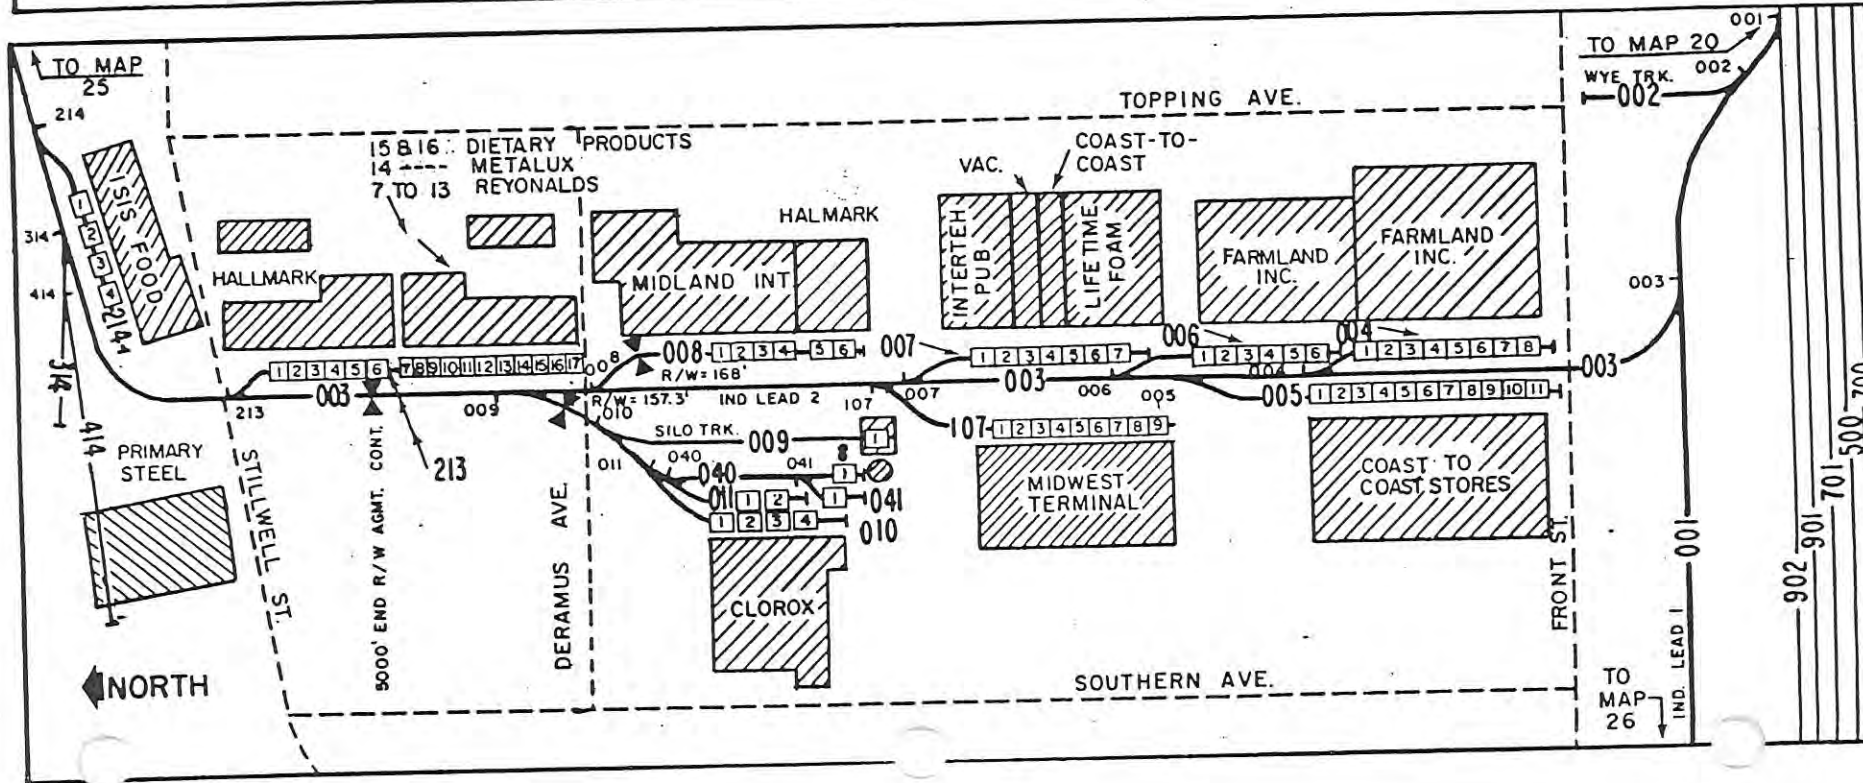 TO MAP
25
214
ISIS FOOD
1 2 3 4
214
314
414
314
414
PRIMARY
STEEL
NORTH
STILLWELL ST.
15 & 16 :. DIETARY PRODUCTS
14 ---- METALUX
7 TO 13 REYONALDS
HALLMARK
1 2 3 4 5 6
7 8 9 10 11 12 13 14 15 16 17
213
003
009
213
5000' END R/W AGMT. CONT.
DERAMUS AVE.
TOPPING AVE.
MIDLAND INT
HALMARK
008
008
1 2 3 4
5 6
R/W = 168'
R/W = 157.3'
IND LEAD 2
010
107
007
SILO TRK.
009
1
8
011
040
040
041
1
011
1 2
1
041
1 2 3 4
010
CLOROX
VAC.
COAST-TO-
COAST
INTERTEH
PUB
LIFETIME
FOAM
007
1 2 3 4 5 6 7
003
006
005
107
1 2 3 4 5 6 7 8 9
MIDWEST
TERMINAL
FARMLAND
INC.
FARMLAND
INC.
006
1 2 3 4 5 6
004
1 2 3 4 5 6 7 8
004
005
1 2 3 4 5 6 7 8 9 10 11
COAST TO
COAST STORES
SOUTHERN AVE.
FRONT ST.
TO MAP 20
001
WYE TRK.
002
002
003
003
001
IND. LEAD 1
TO
MAP
26
902
901
701
500
700